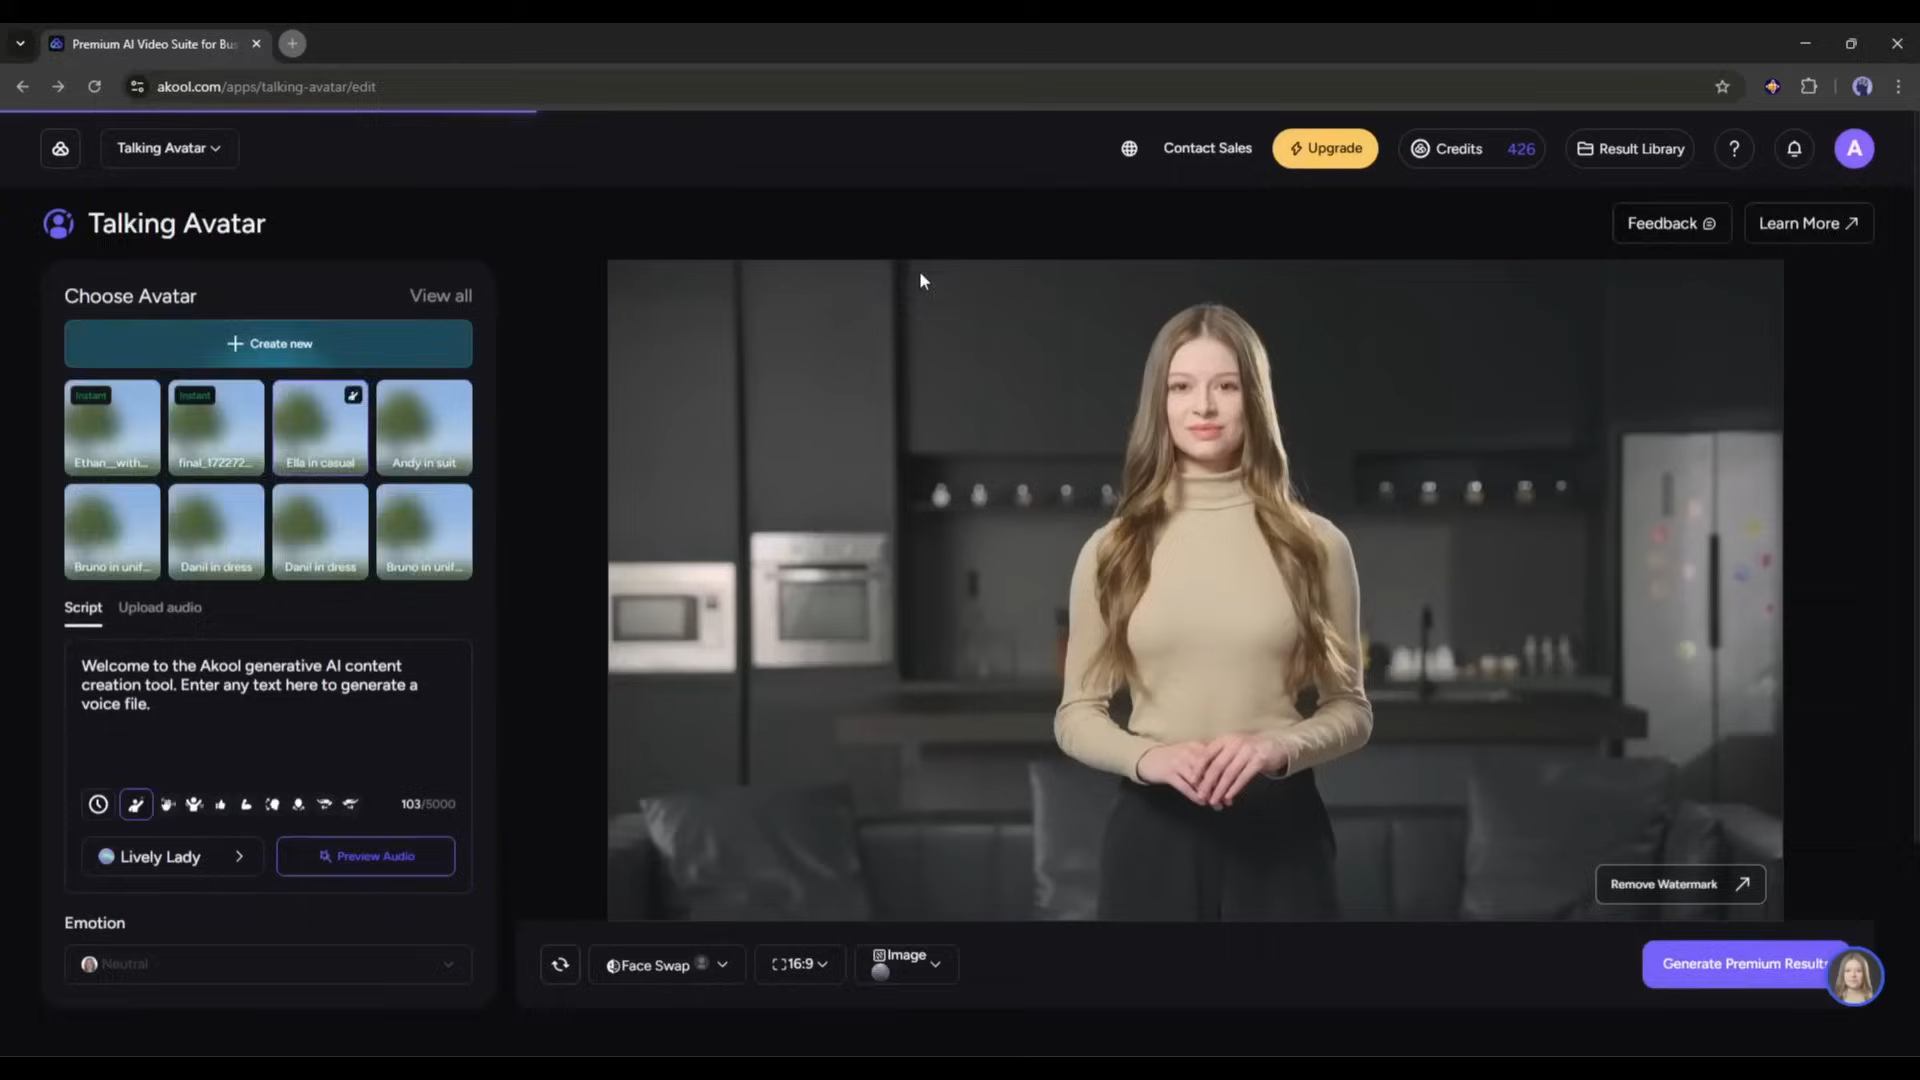 Premium AI Video Suite for Bus
akool.com/apps/talking-avatar/edit
Talking Avatar
Contact Sales
Upgrade
Credits 426
Result Library
?
A
Talking Avatar
Feedback
Learn More
Choose Avatar
View all
+ Create new
Instant
Instant
Ethan_with...
final_172272...
Ella in casual
Andy in suit
Bruno in unif...
Danil in dress
Danil in dress
Bruno in unif...
Script
Upload audio
Welcome to the Akool generative AI content
creation tool. Enter any text here to generate a
voice file.
103/5000
Lively Lady
Preview Audio
Emotion
Neutral
Remove Watermark
Face Swap
16:9
Image
Generate Premium Results